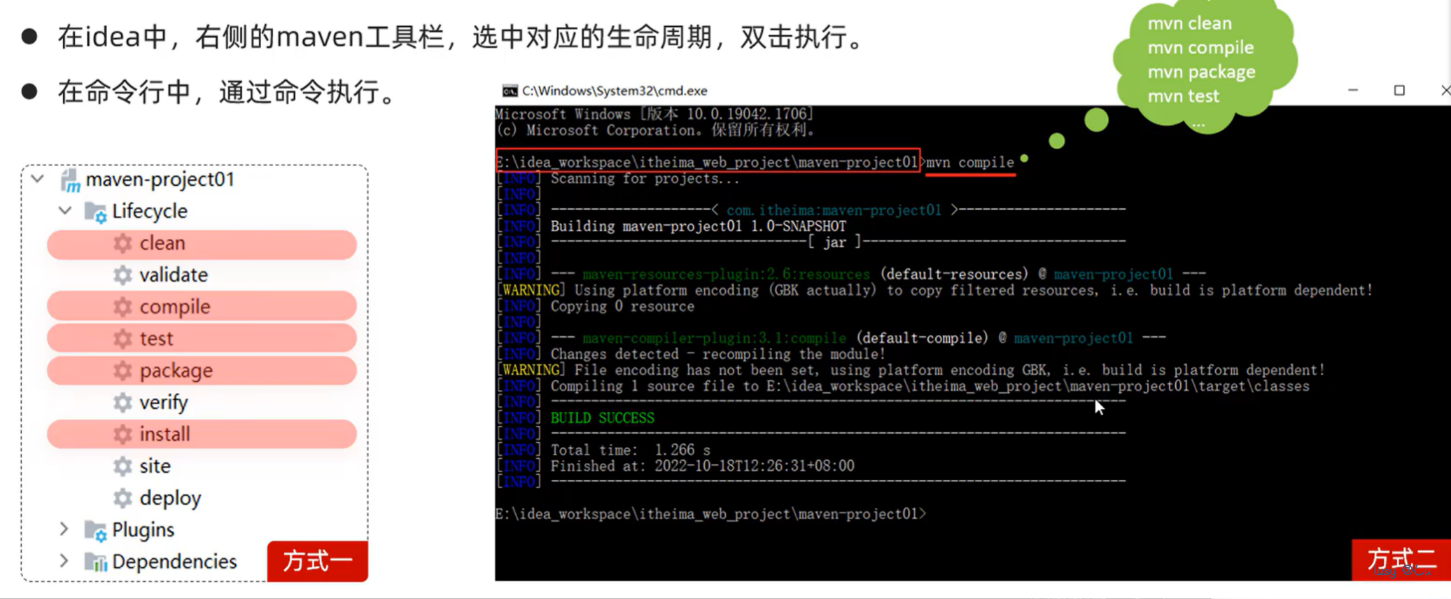 ● 在idea中，右侧的maven工具栏，选中对应的生命周期，双击执行。
● 在命令行中，通过命令执行。
maven-project01
Lifecycle
clean
validate
compile
test
package
verify
install
site
deploy
Plugins
Dependencies
方式一
mvn clean
mvn compile
mvn package
mvn test
...
C:\Windows\System32\cmd.exe
Microsoft Windows [版本 10.0.19042.1706]
(c) Microsoft Corporation。保留所有权利。
E:\idea_workspace\itheima_web_project\maven-project01>mvn compile
[INFO] Scanning for projects...
[INFO]
[INFO] --------------------< com.itheima:maven-project01 >---------------------
[INFO] Building maven-project01 1.0-SNAPSHOT
[INFO] --------------------------------[ jar ]---------------------------------
[INFO]
[INFO] --- maven-resources-plugin:2.6:resources (default-resources) @ maven-project01 ---
[WARNING] Using platform encoding (GBK actually) to copy filtered resources, i.e. build is platform dependent!
[INFO] Copying 0 resource
[INFO]
[INFO] --- maven-compiler-plugin:3.1:compile (default-compile) @ maven-project01 ---
[INFO] Changes detected - recompiling the module!
[WARNING] File encoding has not been set, using platform encoding GBK, i.e. build is platform dependent!
[INFO] Compiling 1 source file to E:\idea_workspace\itheima_web_project\maven-project01\target\classes
[INFO] ------------------------------------------------------------------------
[INFO] BUILD SUCCESS
[INFO] ------------------------------------------------------------------------
[INFO] Total time:  1.266 s
[INFO] Finished at: 2022-10-18T12:26:31+08:00
[INFO] ------------------------------------------------------------------------
E:\idea_workspace\itheima_web_project\maven-project01>
方式二